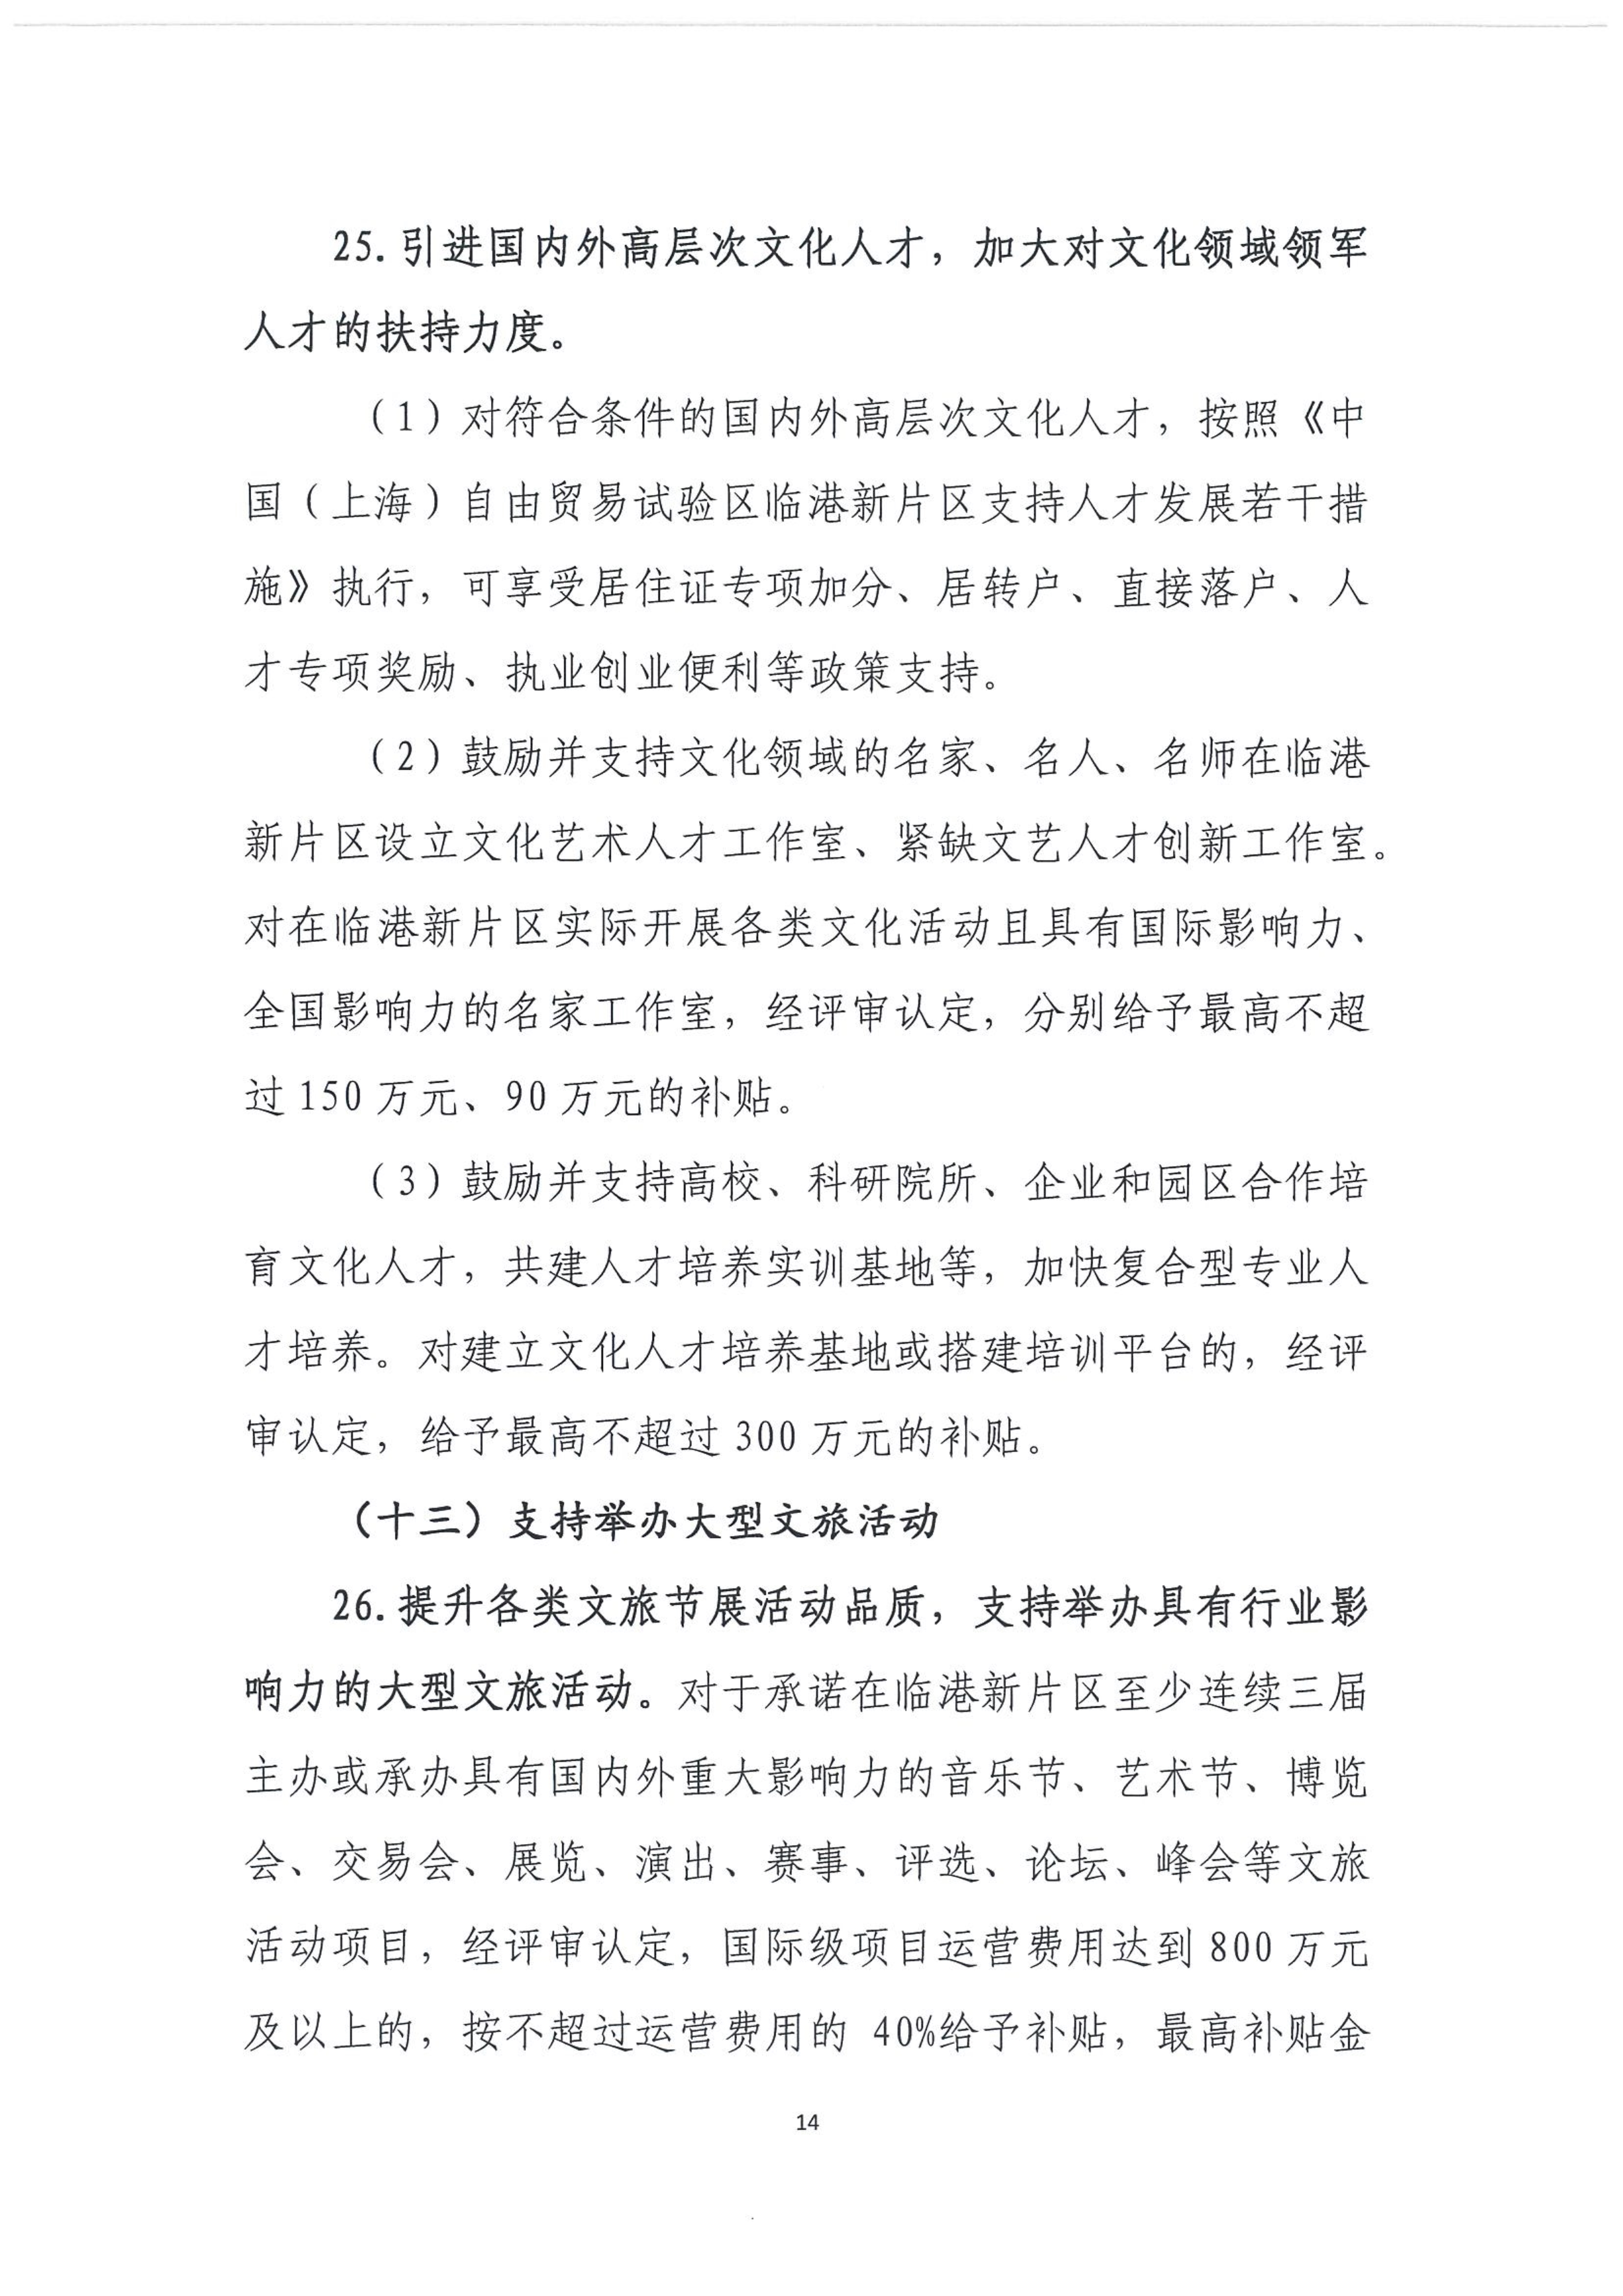 25.引进国内外高层次文化人才，加大对文化领域领军
人才的扶持力度。
（1）对符合条件的国内外高层次文化人才，按照《中
国（上海）自由贸易试验区临港新片区支持人才发展若干措
施》执行，可享受居住证专项加分、居转户、直接落户、人
才专项奖励、执业创业便利等政策支持。
（2）鼓励并支持文化领域的名家、名人、名师在临港
新片区设立文化艺术人才工作室、紧缺文艺人才创新工作室。
对在临港新片区实际开展各类文化活动且具有国际影响力、
全国影响力的名家工作室，经评审认定，分别给予最高不超
过150万元、90万元的补贴。
（3）鼓励并支持高校、科研院所、企业和园区合作培
育文化人才，共建人才培养实训基地等，加快复合型专业人
才培养。对建立文化人才培养基地或搭建培训平台的，经评
审认定，给予最高不超过300万元的补贴。
（十三）支持举办大型文旅活动
26.提升各类文旅节展活动品质，支持举办具有行业影
响力的大型文旅活动。对于承诺在临港新片区至少连续三届
主办或承办具有国内外重大影响力的音乐节、艺术节、博览
会、交易会、展览、演出、赛事、评选、论坛、峰会等文旅
活动项目，经评审认定，国际级项目运营费用达到800万元
及以上的，按不超过运营费用的 40%给予补贴，最高补贴金
14